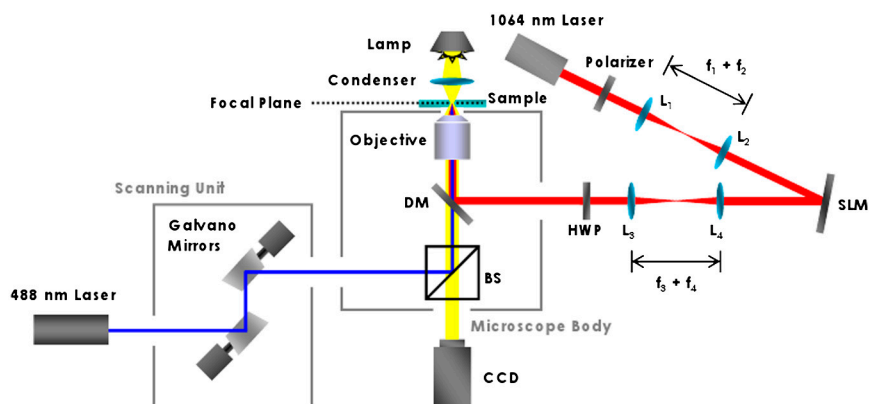 1064 nm Laser
Lamp
Polarizer
f₁ + f₂
Condenser
Focal Plane
Sample
L₁
L₂
Objective
Scanning Unit
DM
SLM
HWP
L₃
L₄
Galvano
Mirrors
BS
f₃ + f₄
488 nm Laser
Microscope Body
CCD